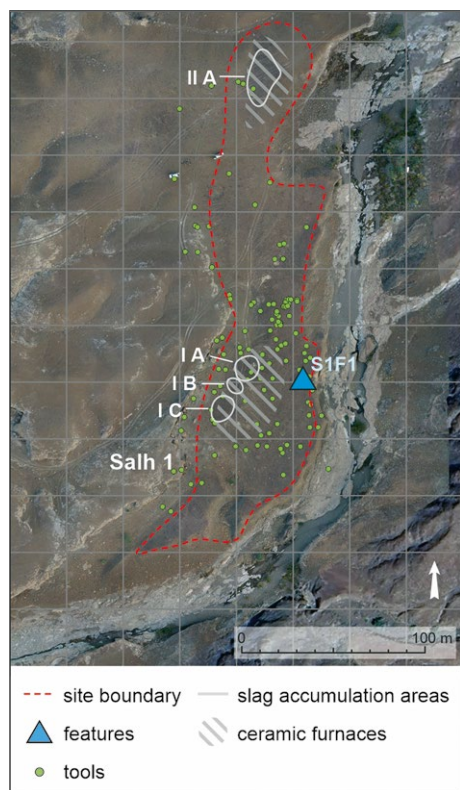 II A
I A
S1F1
I B
I C
Salh 1
0 100 m
site boundary
slag accumulation areas
features
ceramic furnaces
tools